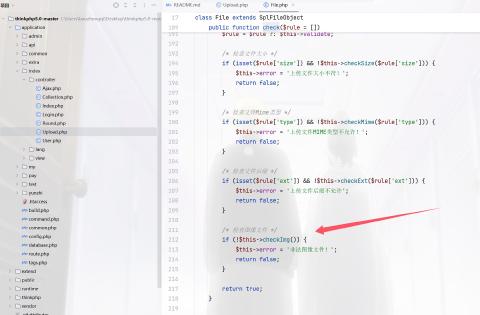 项目
thinkphp5.0-master
application
admin
api
common
extra
index
controller
Ajax.php
Collection.php
Index.php
Login.php
Round.php
Upload.php
User.php
lang
view
my
pay
test
yunzhi
.htaccess
build.php
command.php
common.php
config.php
database.php
route.php
tags.php
extend
public
runtime
thinkphp
vendor
README.md
Upload.php
File.php
17 class File extends SplFileObject
public function check($rule = [])
191 $rule = $rule ?: $this->validate;
192
193 /* 检查文件大小 */
194 if (isset($rule['size']) && !$this->checkSize($rule['size'])) {
195 $this->error = '上传文件大小不符！';
196 return false;
197 }
198
199 /* 检查文件Mime类型 */
200 if (isset($rule['type']) && !$this->checkMime($rule['type'])) {
201 $this->error = '上传文件MIME类型不允许！';
202 return false;
203 }
204
205 /* 检查文件后缀 */
206 if (isset($rule['ext']) && !$this->checkExt($rule['ext'])) {
207 $this->error = '上传文件后缀不允许';
208 return false;
209 }
210
211 /* 检查图像文件 */
212 if (!$this->checkImg()) {
213 $this->error = '非法图像文件！';
214 return false;
215 }
216
217 return true;
218 }
219